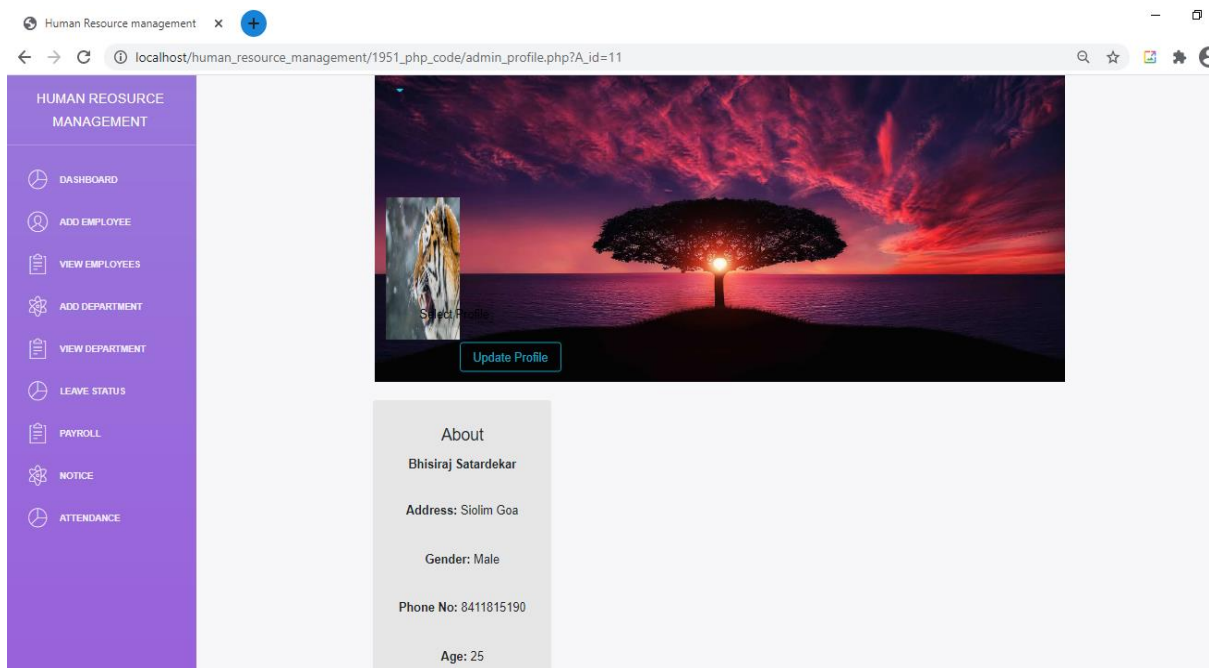 Human Resource management
localhost/human_resource_management/1951_php_code/admin_profile.php?A_id=11
HUMAN REOSURCE
MANAGEMENT
DASHBOARD
ADD EMPLOYEE
VIEW EMPLOYEES
ADD DEPARTMENT
VIEW DEPARTMENT
LEAVE STATUS
PAYROLL
NOTICE
ATTENDANCE
Select Profile
Update Profile
About
Bhisiraj Satardekar
Address: Siolim Goa
Gender: Male
Phone No: 8411815190
Age: 25